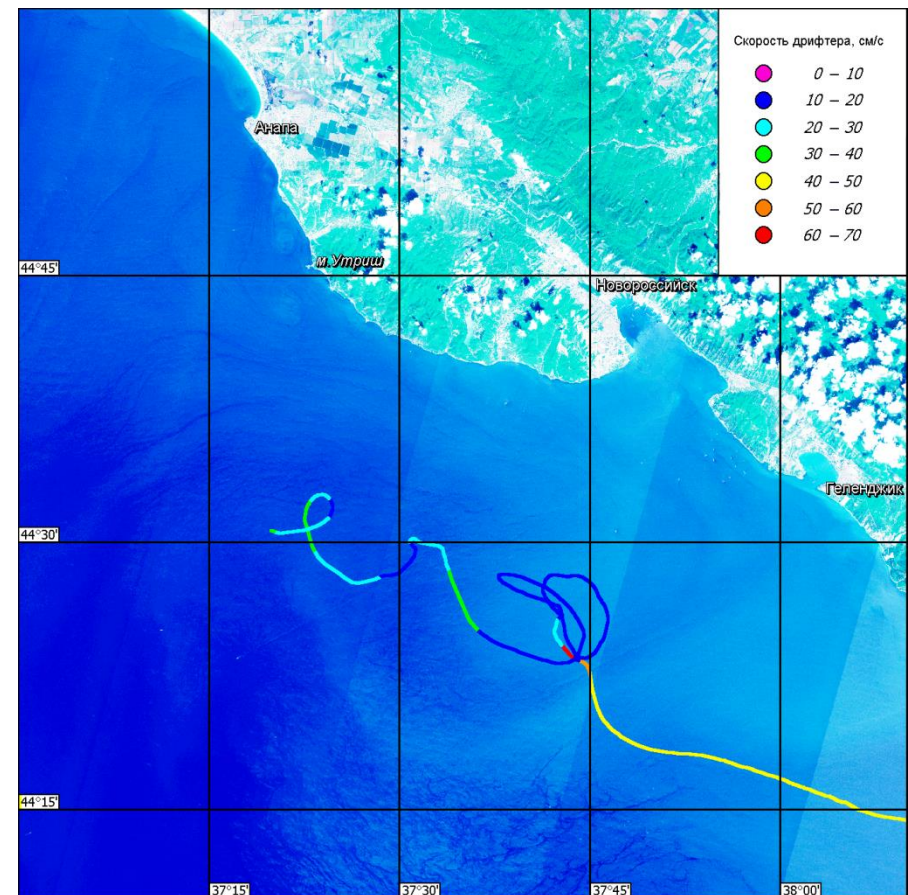 Скорость дрифтера, см/с
0 – 10
10 – 20
20 – 30
30 – 40
40 – 50
50 – 60
60 – 70
Анапа
м.Утриш
44°45'
Новороссийск
Геленджик
44°30'
44°15'
37°15'
37°30'
37°45'
38°00'